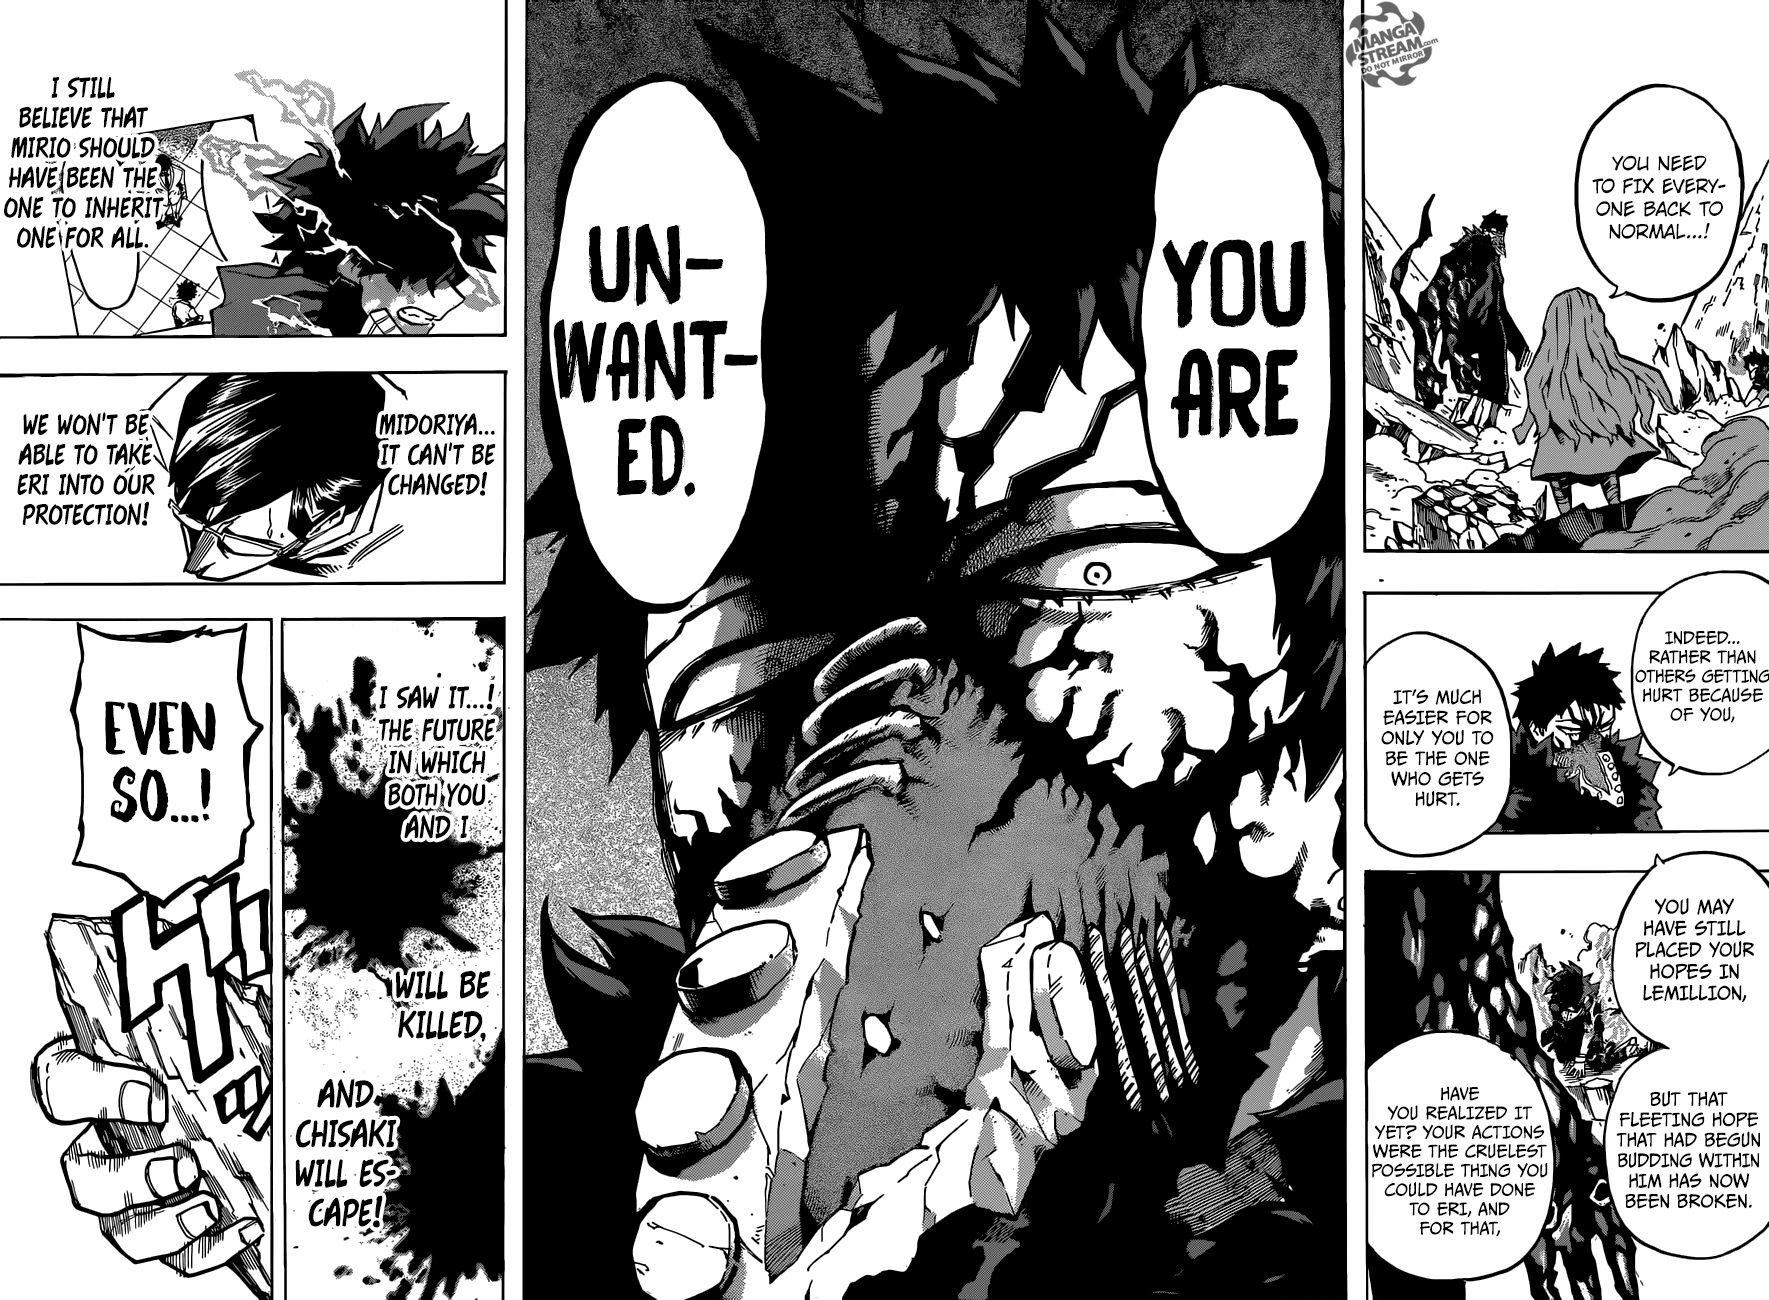 MANGA
STREAM.com
DO NOT MIRROR
YOU NEED
TO FIX EVERY-
ONE BACK TO
NORMAL...!
INDEED...
RATHER THAN
OTHERS GETTING
HURT BECAUSE
OF YOU,
IT'S MUCH
EASIER FOR
ONLY YOU TO
BE THE ONE
WHO GETS
HURT.
YOU MAY
HAVE STILL
PLACED YOUR
HOPES IN
LEMILLION,
BUT THAT
FLEETING HOPE
THAT HAD BEGUN
BUDDING WITHIN
HIM HAS NOW
BEEN BROKEN.
HAVE
YOU REALIZED IT
YET? YOUR ACTIONS
WERE THE CRUELEST
POSSIBLE THING YOU
COULD HAVE DONE
TO ERI, AND
FOR THAT,
YOU
ARE
UN-
WANT-
ED.
I STILL
BELIEVE THAT
MIRIO SHOULD
HAVE BEEN THE
ONE TO INHERIT
ONE FOR ALL.
MIDORIYA...
IT CAN'T BE
CHANGED!
WE WON'T BE
ABLE TO TAKE
ERI INTO OUR
PROTECTION!
I SAW IT...!
THE FUTURE
IN WHICH
BOTH YOU
AND I
WILL BE
KILLED,
AND
CHISAKI
WILL ES-
CAPE!
EVEN
SO...!